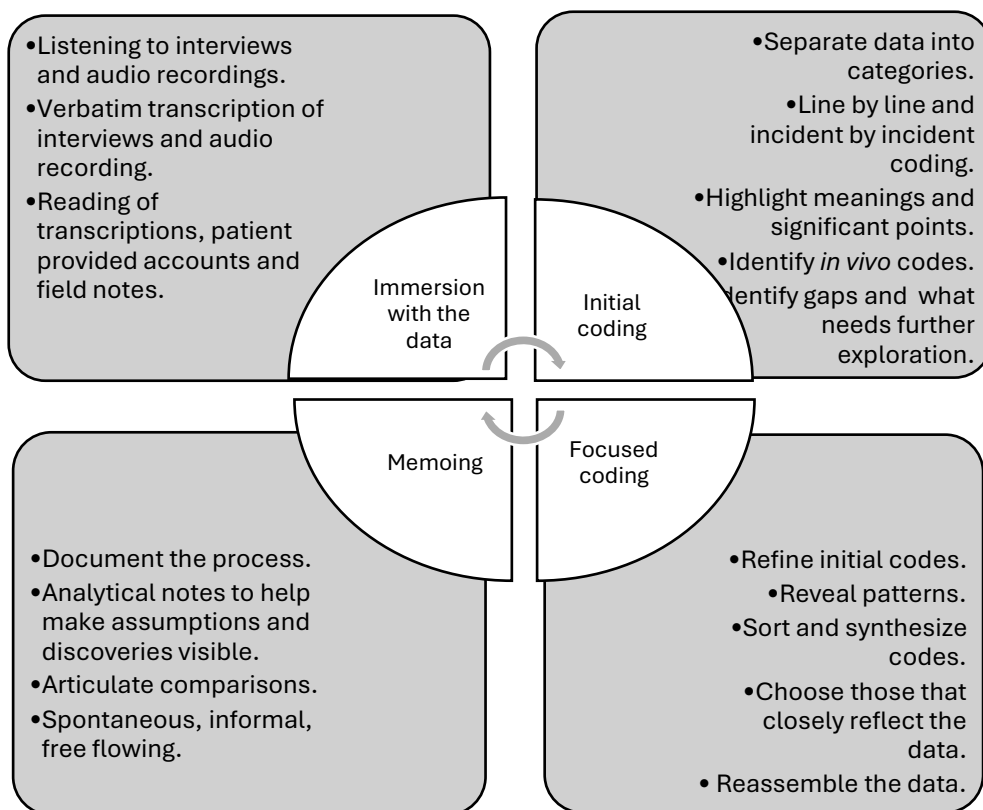 •Listening to interviews
and audio recordings.
•Verbatim transcription of
interviews and audio
recording.
•Reading of
transcriptions, patient
provided accounts and
field notes.
Immersion
with the
data
•Separate data into
categories.
•Line by line and
incident by incident
coding.
•Highlight meanings and
significant points.
•Identify in vivo codes.
dentify gaps and what
needs further
exploration.
Initial
coding
Memoing
•Document the process.
•Analytical notes to help
make assumptions and
discoveries visible.
•Articulate comparisons.
•Spontaneous, informal,
free flowing.
Focused
coding
•Refine initial codes.
•Reveal patterns.
•Sort and synthesize
codes.
•Choose those that
closely reflect the
data.
• Reassemble the data.